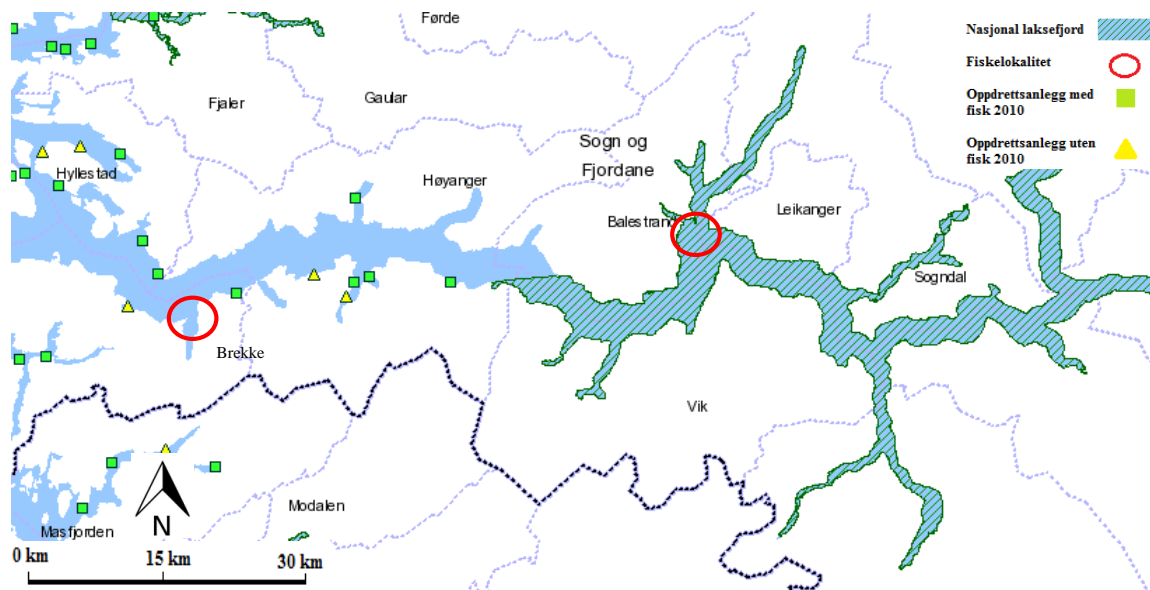 Førde
Nasjonal laksefjord
Fiskelokalitet
Oppdrettsanlegg med
fisk 2010
Oppdrettsanlegg uten
fisk 2010
Fjaler
Gaular
Sogn og
Fjordane
Hyllestad
Høyanger
Leikanger
Balestrand
Sogndal
Brekke
Vik
Modalen
Masfjorden
N
0 km
15 km
30 km